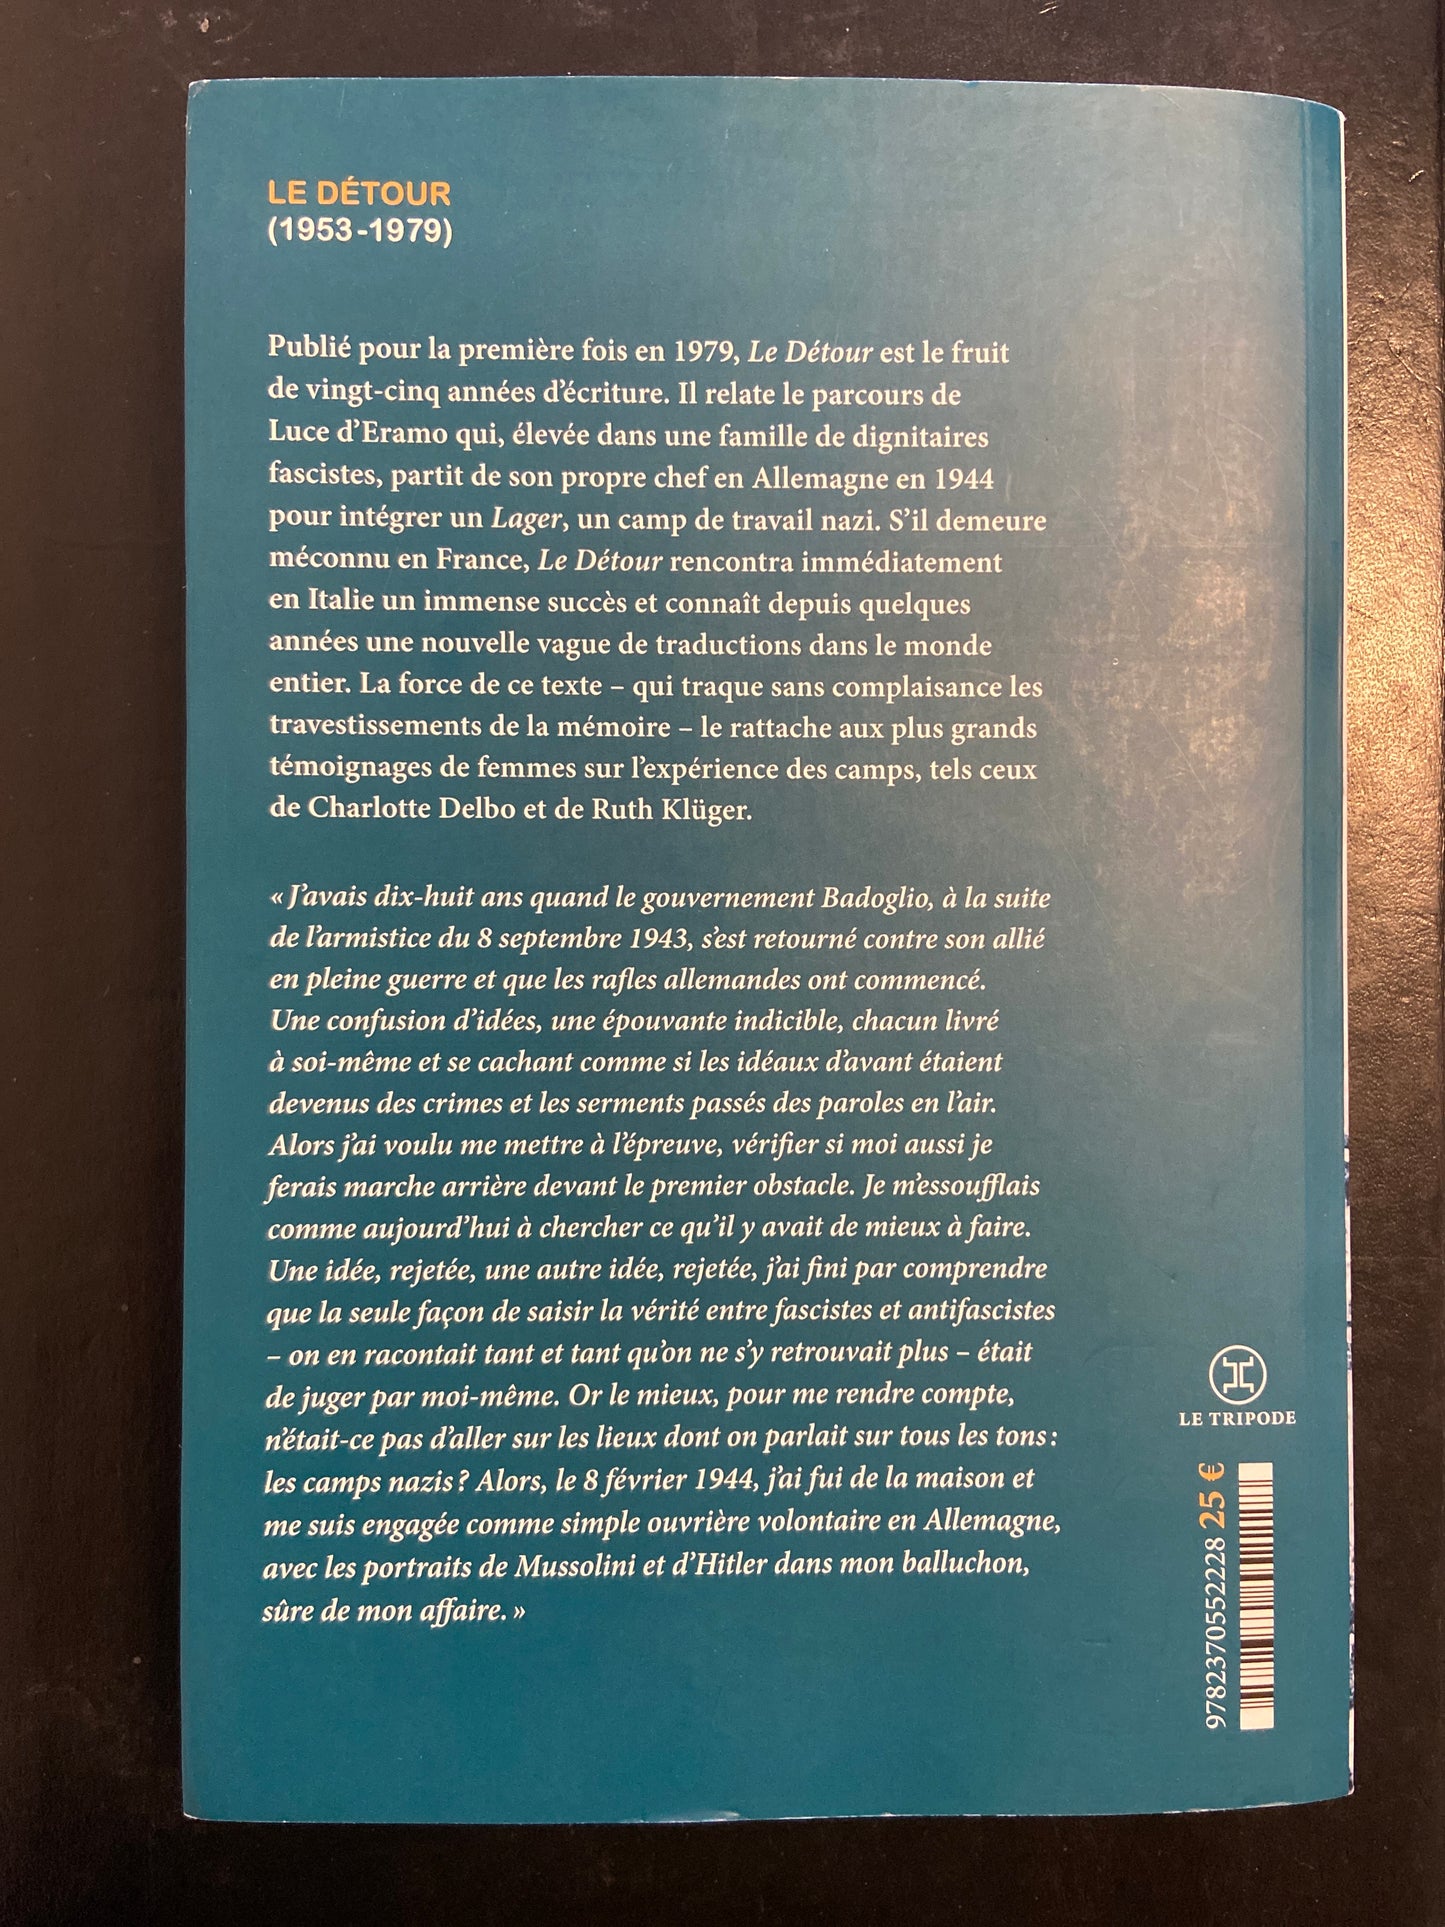 LE DÉTOUR
(1953-1979)
Publié pour la première fois en 1979, Le Détour est le fruit
de vingt-cinq années d’écriture. Il relate le parcours de
Luce d’Eramo qui, élevée dans une famille de dignitaires
fascistes, partit de son propre chef en Allemagne en 1944
pour intégrer un Lager, un camp de travail nazi. S’il demeure
méconnu en France, Le Détour rencontra immédiatement
en Italie un immense succès et connaît depuis quelques
années une nouvelle vague de traductions dans le monde
entier. La force de ce texte – qui traque sans complaisance les
travestissements de la mémoire – le rattache aux plus grands
témoignages de femmes sur l’expérience des camps, tels ceux
de Charlotte Delbo et de Ruth Klüger.
« J’avais dix-huit ans quand le gouvernement Badoglio, à la suite
de l’armistice du 8 septembre 1943, s’est retourné contre son allié
en pleine guerre et que les rafles allemandes ont commencé.
Une confusion d’idées, une épouvante indicible, chacun livré
à soi-même et se cachant comme si les idéaux d’avant étaient
devenus des crimes et les serments passés des paroles en l’air.
Alors j’ai voulu me mettre à l’épreuve, vérifier si moi aussi je
ferais marche arrière devant le premier obstacle. Je m’essoufflais
comme aujourd’hui à chercher ce qu’il y avait de mieux à faire.
Une idée, rejetée, une autre idée, rejetée, j’ai fini par comprendre
que la seule façon de saisir la vérité entre fascistes et antifascistes
– on en racontait tant et tant qu’on ne s’y retrouvait plus – était
de juger par moi-même. Or le mieux, pour me rendre compte,
n’était-ce pas d’aller sur les lieux dont on parlait sur tous les tons :
les camps nazis ? Alors, le 8 février 1944, j’ai fui de la maison et
me suis engagée comme simple ouvrière volontaire en Allemagne,
avec les portraits de Mussolini et d’Hitler dans mon balluchon,
sûre de mon affaire. »
LE TRIPODE
9782370552228 25 €